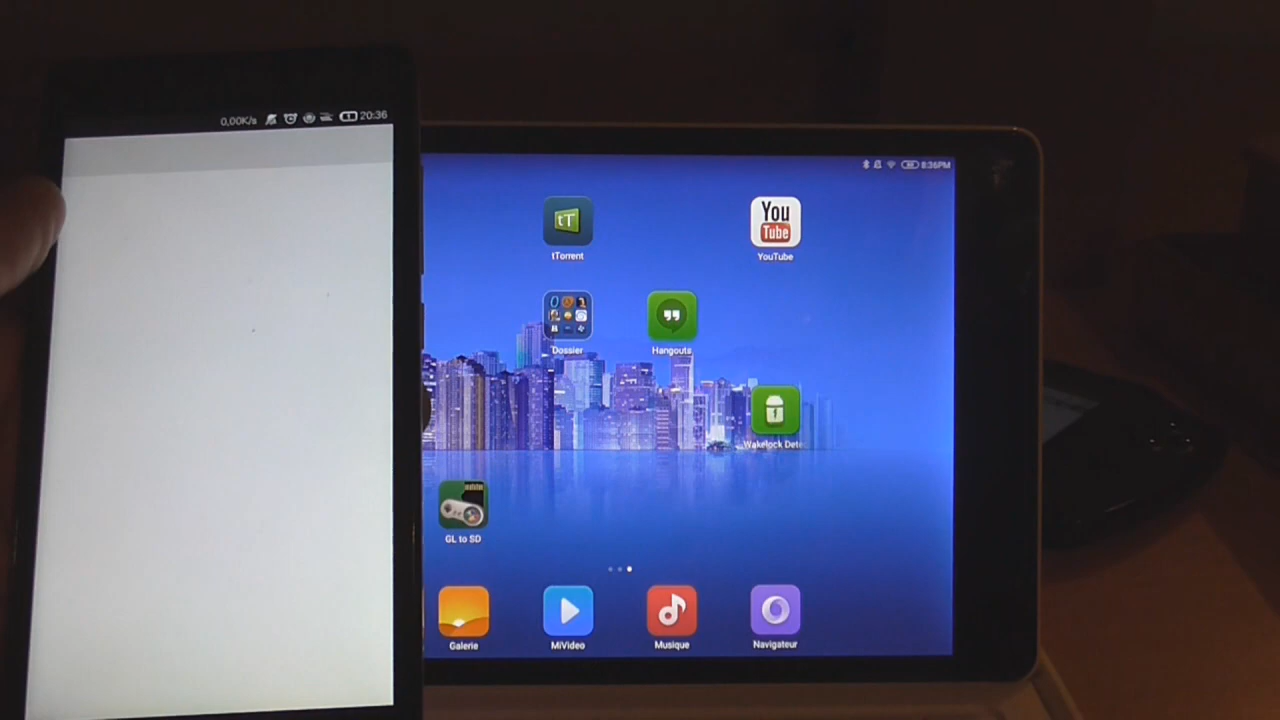 0,00K/s 20:36
8:36PM
tT
tTorrent
You
Tube
YouTube
Dossier
Hangouts
Wakelock Dete
GL to SD
Galerie
MiVideo
Musique
Navigateur